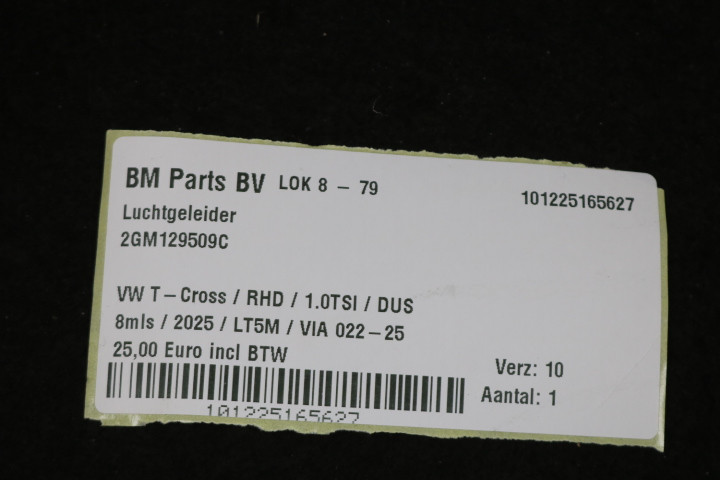 BM Parts BV LOK 8 - 79 101225165627
Luchtgeleider
2GM129509C
VW T-Cross / RHD / 1.0TSI / DUS
8mls / 2025 / LT5M / VIA 022-25
25,00 Euro incl BTW
Verz: 10
Aantal: 1
101225165627